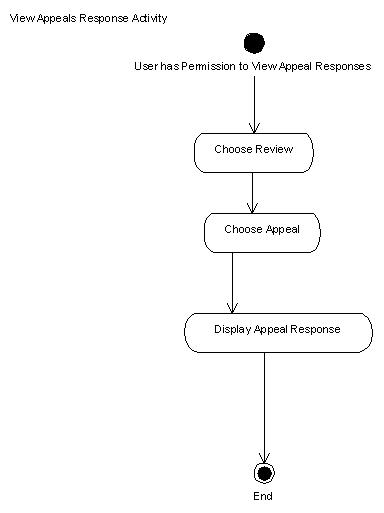 View Appeals Response Activity
User has Permission to View Appeal Responses
Choose Review
Choose Appeal
Display Appeal Response
End